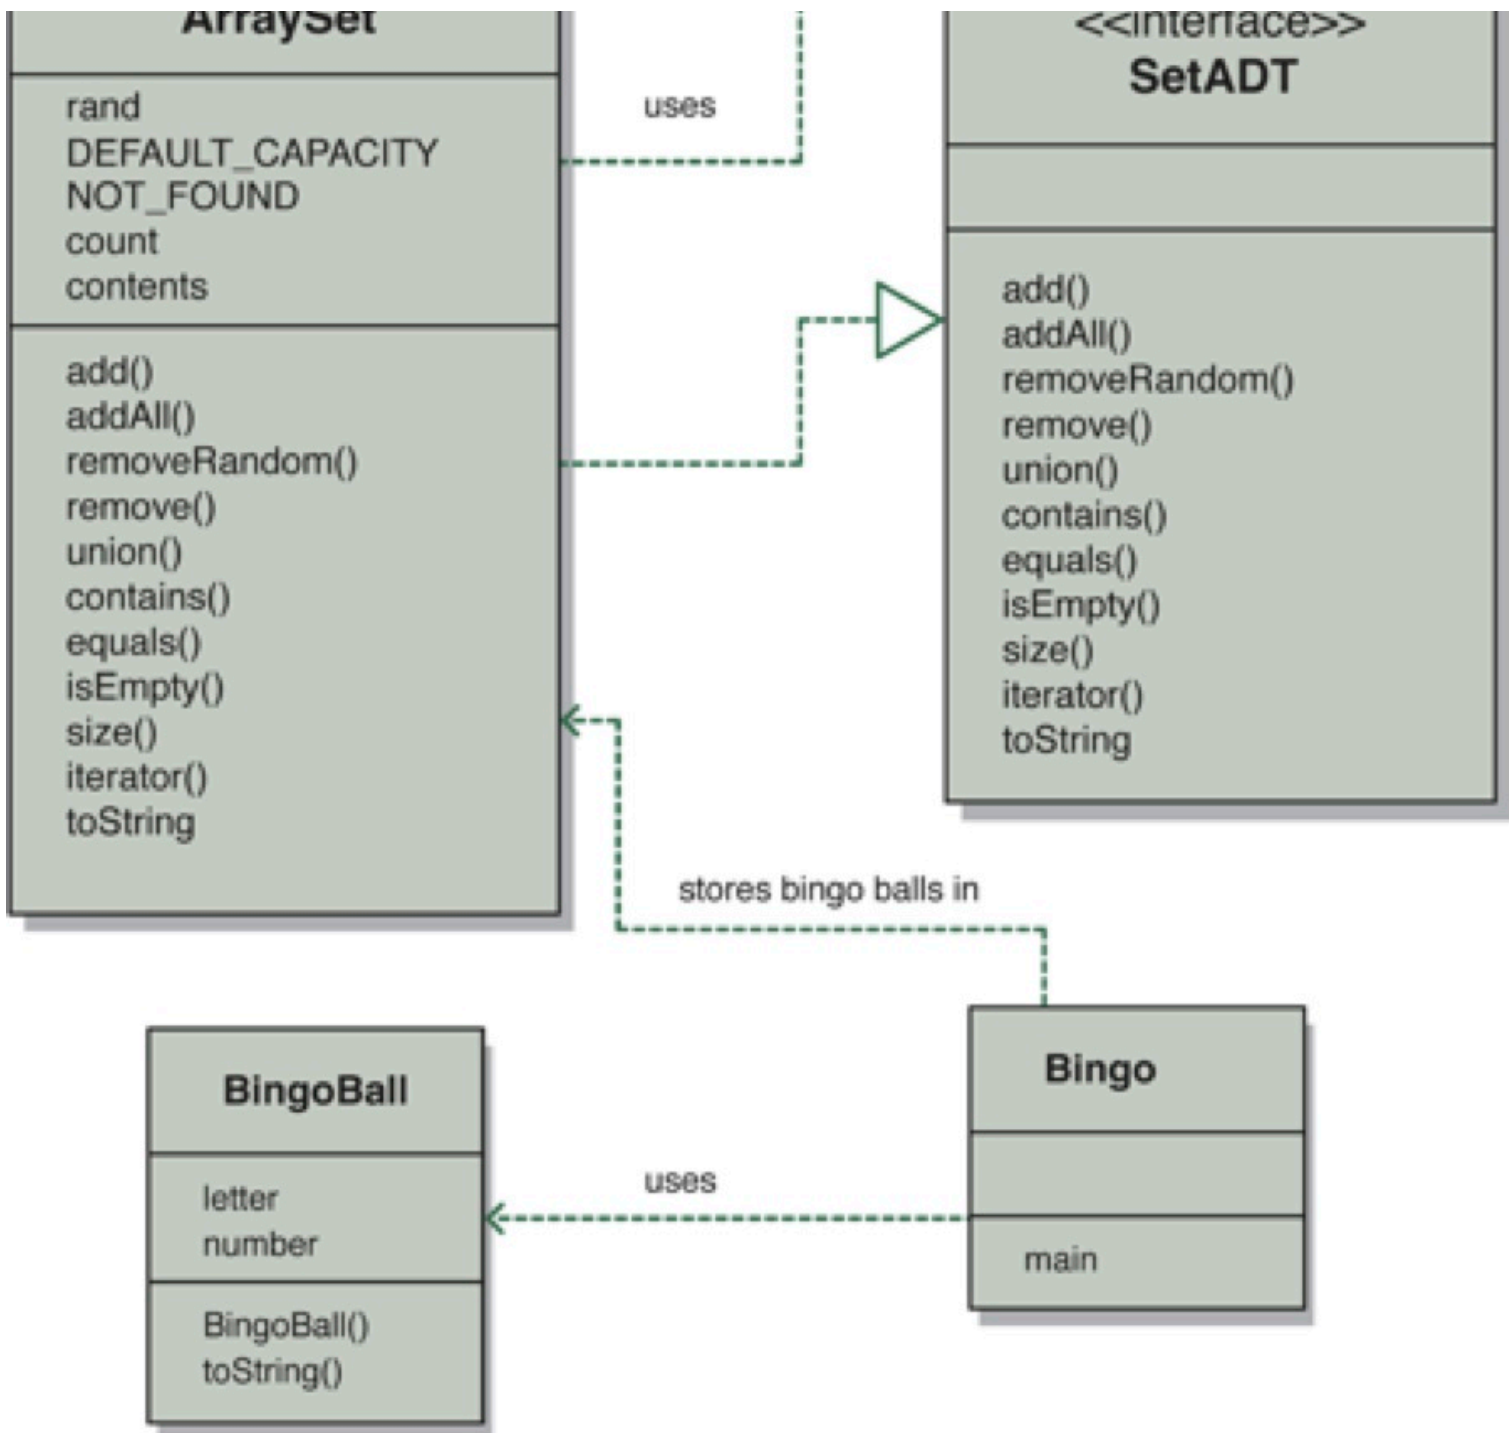 ArraySet
rand
DEFAULT_CAPACITY
NOT_FOUND
count
contents
add()
addAll()
removeRandom()
remove()
union()
contains()
equals()
isEmpty()
size()
iterator()
toString
uses
<<interface>>
SetADT
add()
addAll()
removeRandom()
remove()
union()
contains()
equals()
isEmpty()
size()
iterator()
toString
stores bingo balls in
BingoBall
letter
number
BingoBall()
toString()
uses
Bingo
main